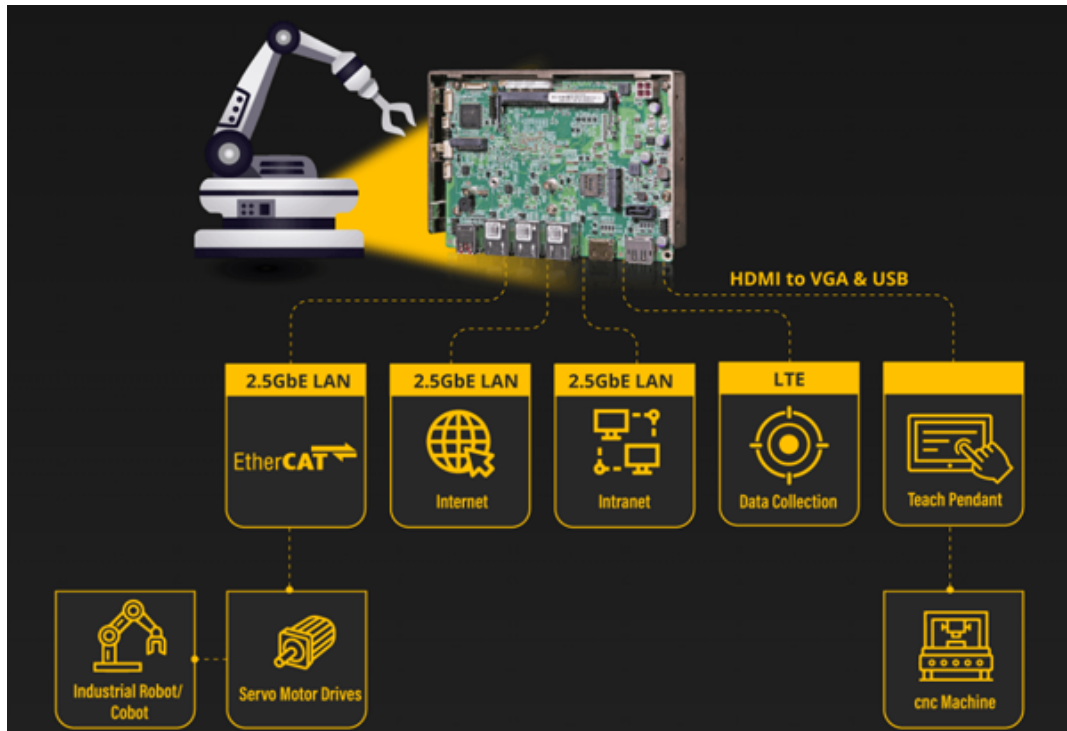 HDMI to VGA & USB
2.5GbE LAN
2.5GbE LAN
2.5GbE LAN
LTE
EtherCAT
Internet
Intranet
Data Collection
Teach Pendant
Industrial Robot/
Cobot
Servo Motor Drives
cnc Machine